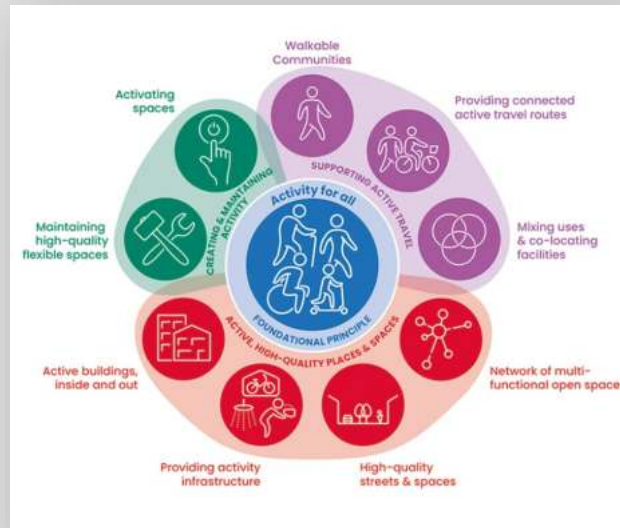 Walkable
Communities
Activating
spaces
Providing connected
active travel routes
SUPPORTING ACTIVE TRAVEL
CREATING & MAINTAINING
ACTIVITY
Activity for all
Maintaining
high-quality
flexible spaces
Mixing uses
& co-locating
facilities
FOUNDATIONAL PRINCIPLE
ACTIVE, HIGH-QUALITY PLACES & SPACES
Active buildings,
inside and out
Network of multi-
functional open space
Providing activity
infrastructure
High-quality
streets & spaces